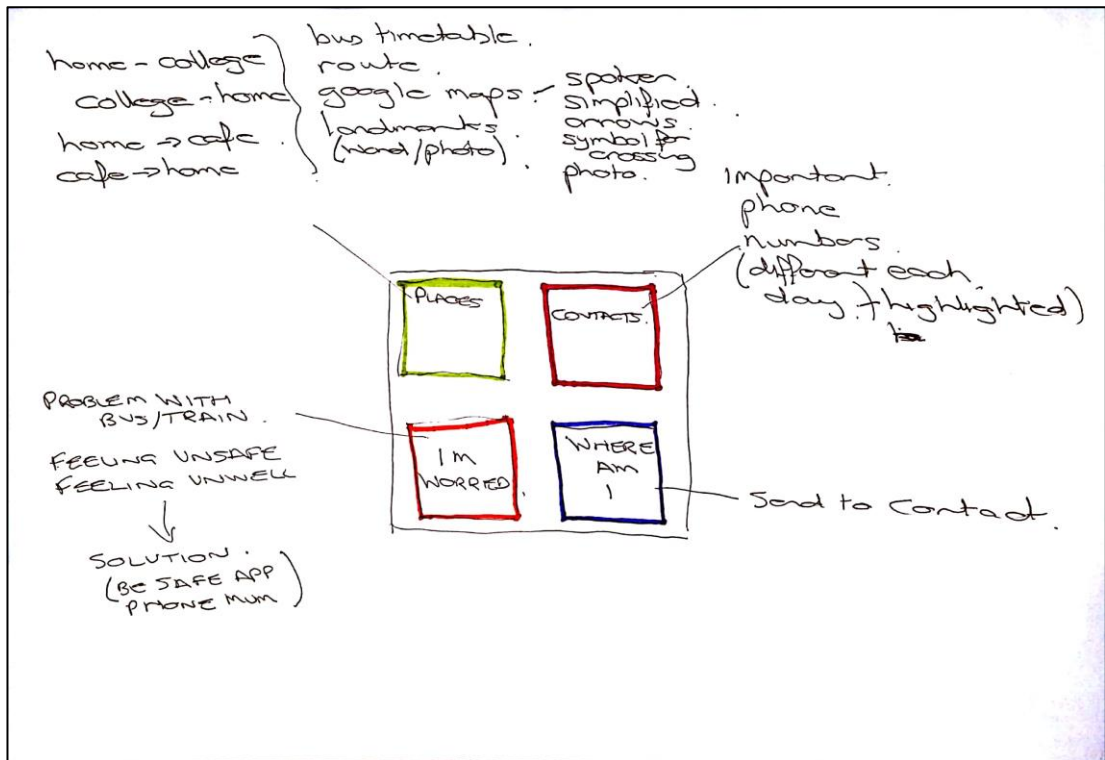 home - college
college - home
home → cafe.
cafe → home
bus timetable.
route.
google maps.
landmarks
(word/photo).
spoken.
simplified.
arrows.
symbol for
crossing
photo.
important.
phone
numbers.
(different each
day. + highlighted)
PLACES
CONTACTS.
I'M
WORRIED.
WHERE
AM
I
PROBLEM WITH
BUS/TRAIN.
FEELING UNSAFE
FEELING UNWELL
↓
SOLUTION.
(BE SAFE APP
PHONE MUM)
Send to contact.